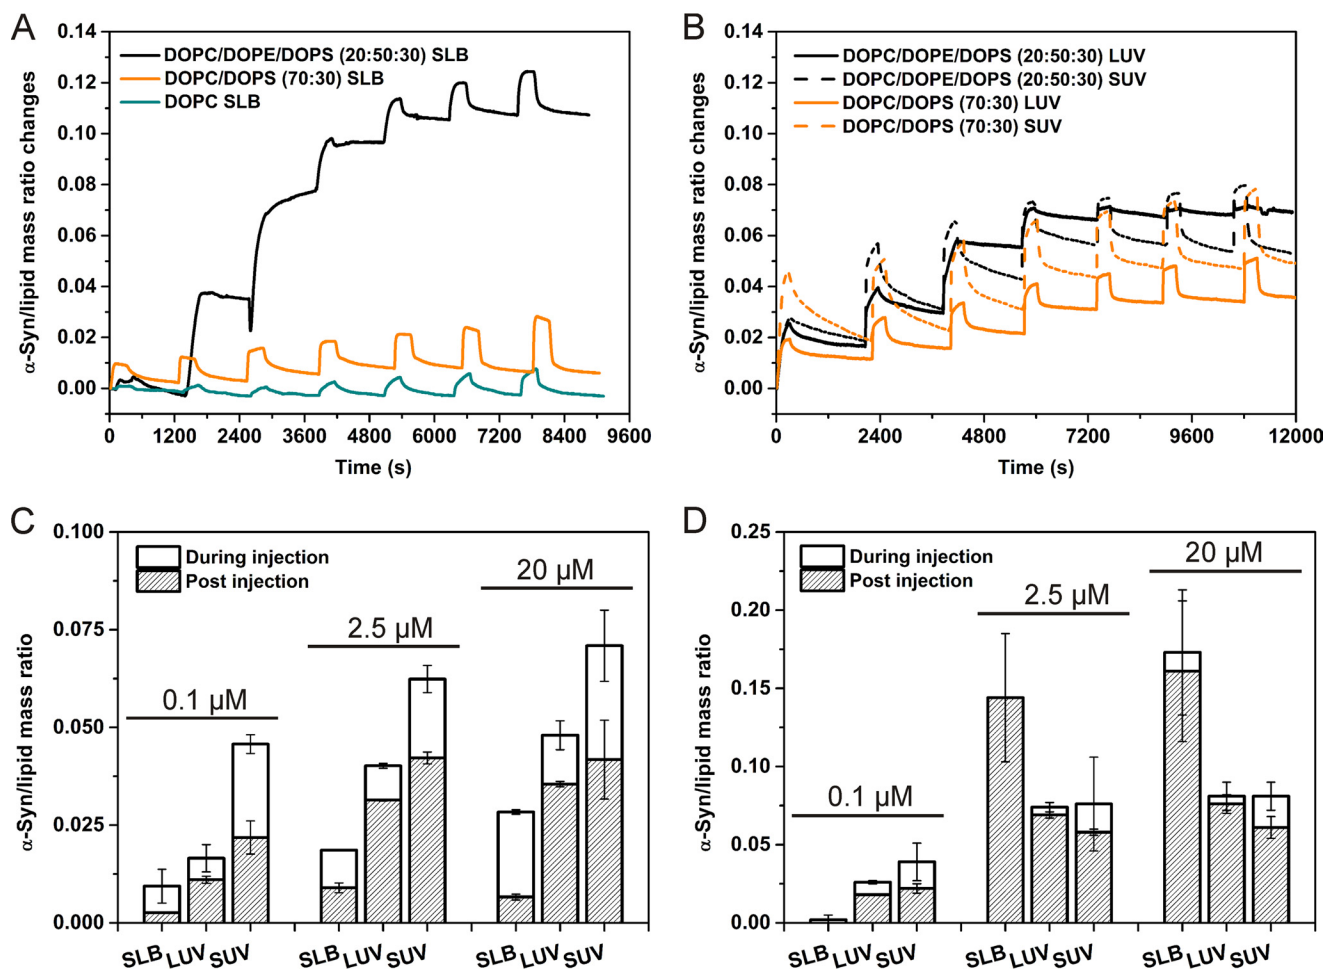 A
α-Syn/lipid mass ratio changes
0.14
0.12
0.10
0.08
0.06
0.04
0.02
0.00
DOPC/DOPE/DOPS (20:50:30) SLB
DOPC/DOPS (70:30) SLB
DOPC SLB
0 1200 2400 3600 4800 6000 7200 8400 9600
Time (s)
B
α-Syn/lipid mass ratio changes
0.14
0.12
0.10
0.08
0.06
0.04
0.02
0.00
DOPC/DOPE/DOPS (20:50:30) LUV
DOPC/DOPE/DOPS (20:50:30) SUV
DOPC/DOPS (70:30) LUV
DOPC/DOPS (70:30) SUV
0 2400 4800 7200 9600 12000
Time (s)
C
α-Syn/lipid mass ratio
0.100
0.075
0.050
0.025
0.000
During injection
Post injection
0.1 µM
2.5 µM
20 µM
SLB LUV SUV SLB LUV SUV SLB LUV SUV
D
α-Syn/lipid mass ratio
0.25
0.20
0.15
0.10
0.05
0.00
During injection
Post injection
0.1 µM
2.5 µM
20 µM
SLB LUV SUV SLB LUV SUV SLB LUV SUV